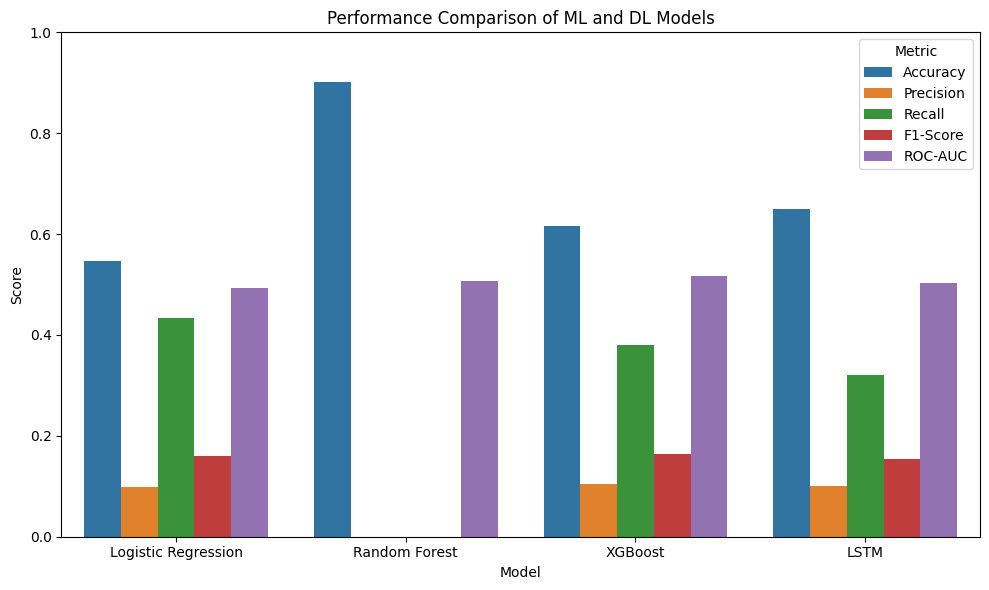 Performance Comparison of ML and DL Models
1.0
0.8
0.6
0.4
0.2
0.0
Score
Metric
Accuracy
Precision
Recall
F1-Score
ROC-AUC
Logistic Regression
Random Forest
XGBoost
LSTM
Model